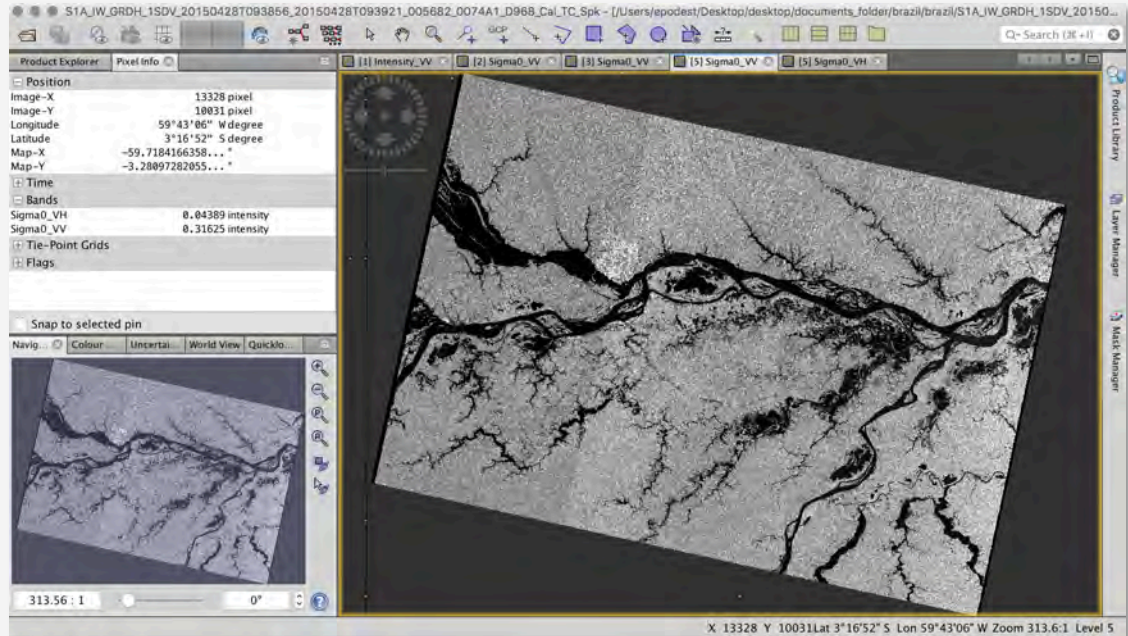 S1A_IW_GRDH_1SDV_20150428T093856_20150428T093921_005682_0074A1_D968_Cal_TC_Spk - [/Users/epodest/Desktop/desktop/documents_folder/brazil/brazil/S1A_IW_GRDH_1SDV_20150...
GCP
Q- Search (⌘+I)
Product Explorer Pixel Info
[1] Intensity_VV [2] Sigma0_VV [3] Sigma0_VV [5] Sigma0_VV [5] Sigma0_VH
Position
Image-X 13328 pixel
Image-Y 10031 pixel
Longitude 59°43'06" W degree
Latitude 3°16'52" S degree
Map-X -59.7184166358... °
Map-Y -3.28097282055... °
Time
Bands
Sigma0_VH 0.04389 intensity
Sigma0_VV 0.31625 intensity
Tie-Point Grids
Flags
Snap to selected pin
Navig... Colour ... Uncertai... World View Quicklo...
313.56 : 1 0°
Product Library
Layer Manager
Mask Manager
X 13328 Y 10031 Lat 3°16'52" S Lon 59°43'06" W Zoom 313.6:1 Level 5